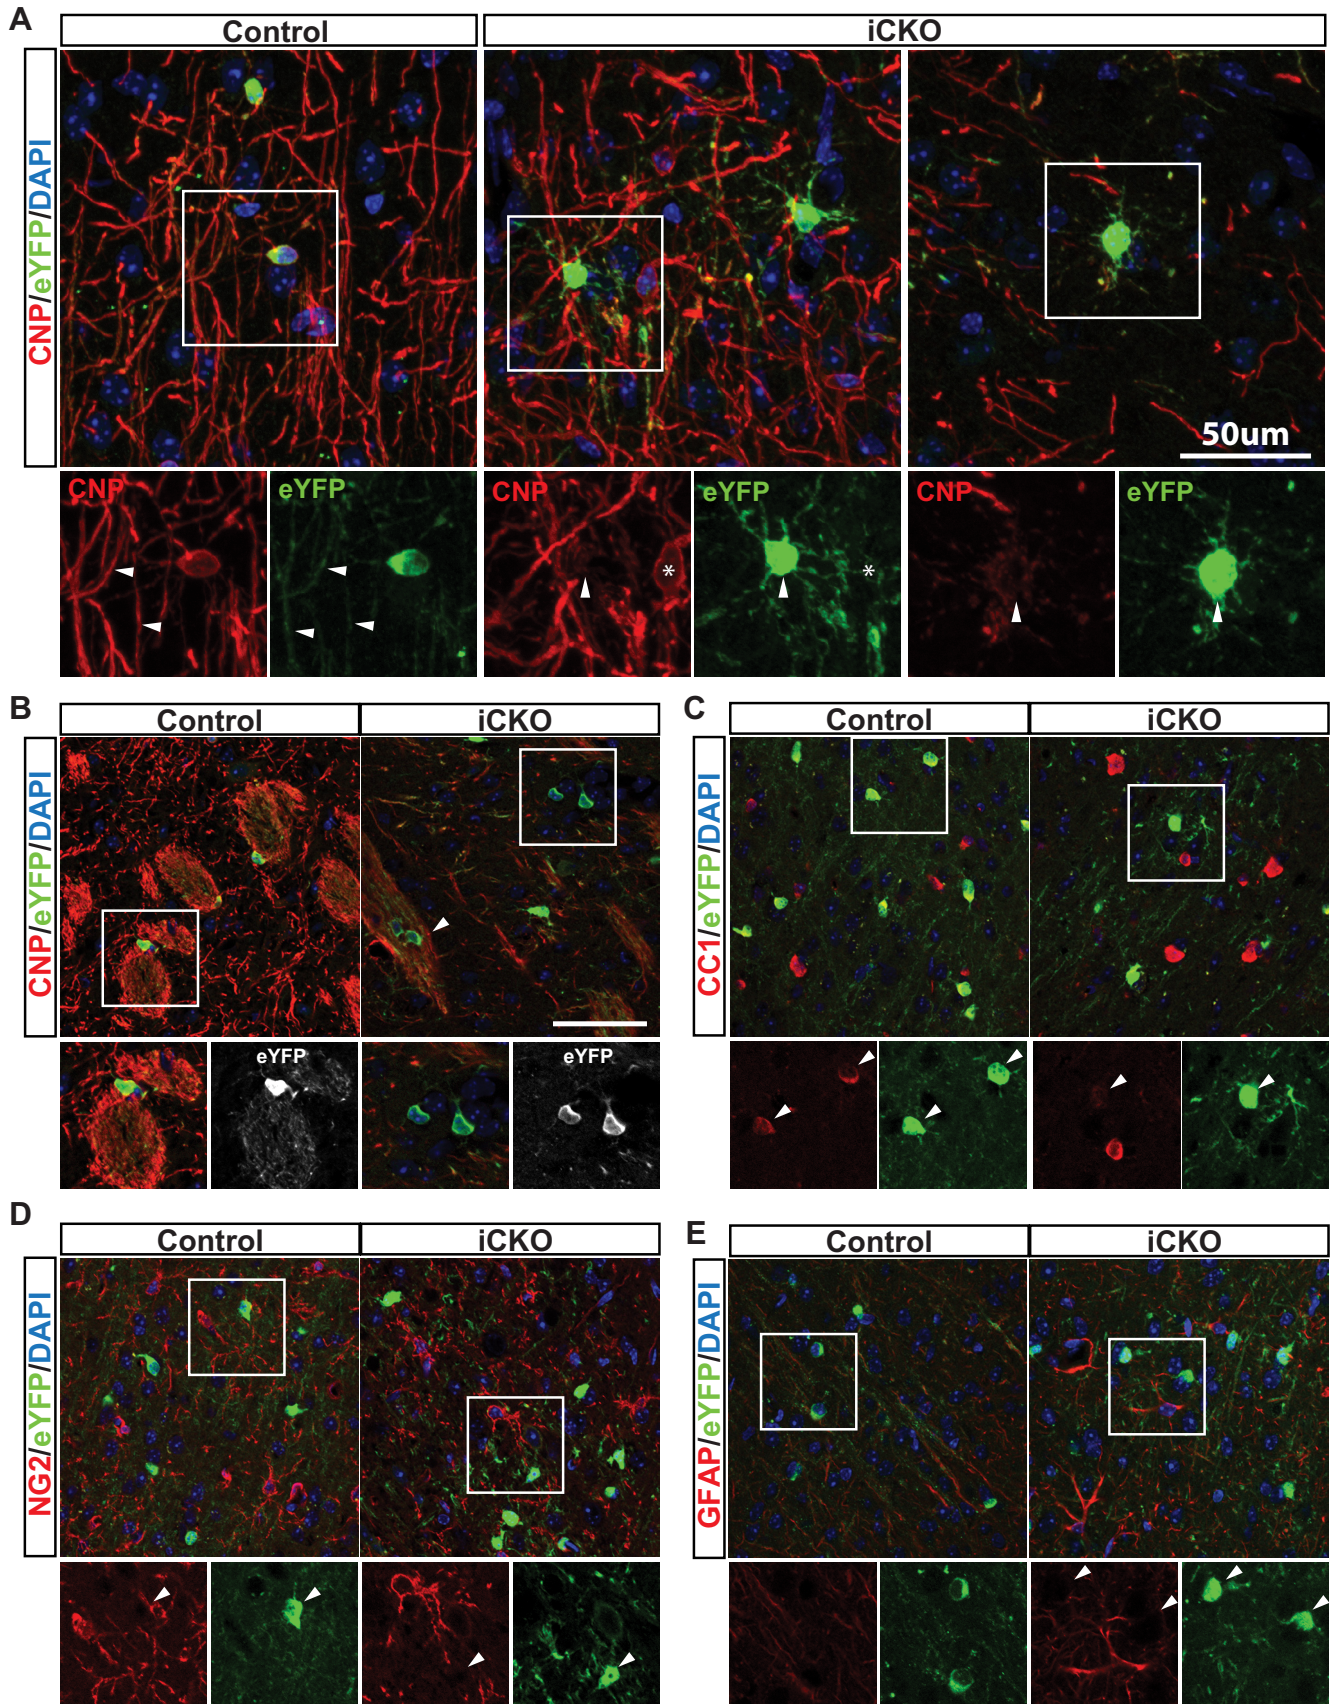 A
Control
iCKO
CNP/eYFP/DAPI
50um
CNP
eYFP
CNP
eYFP
CNP
eYFP
*
*
B
Control
iCKO
CNP/eYFP/DAPI
eYFP
eYFP
C
Control
iCKO
CC1/eYFP/DAPI
D
Control
iCKO
NG2/eYFP/DAPI
E
Control
iCKO
GFAP/eYFP/DAPI